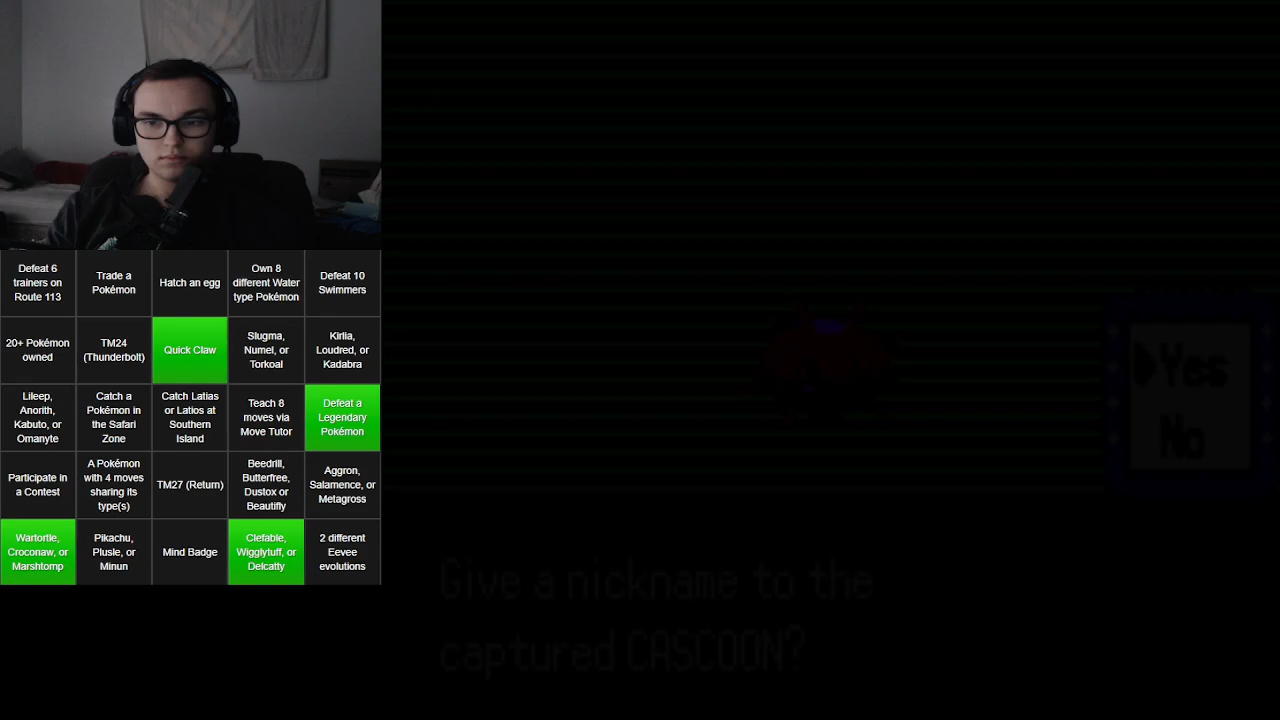 Defeat 6
trainers on
Route 113
Trade a
Pokémon
Hatch an egg
Own 8
different Water
type Pokémon
Defeat 10
Swimmers
20+ Pokémon
owned
TM24
(Thunderbolt)
Quick Claw
Slugma,
Numel, or
Torkoal
Kirlia,
Loudred, or
Kadabra
Lileep,
Anorith,
Kabuto, or
Omanyte
Catch a
Pokémon in
the Safari
Zone
Catch Latias
or Latios at
Southern
Island
Teach 8
moves via
Move Tutor
Defeat a
Legendary
Pokémon
Participate in
a Contest
A Pokémon
with 4 moves
sharing its
type(s)
TM27 (Return)
Beedrill,
Butterfree,
Dustox or
Beautifly
Aggron,
Salamence, or
Metagross
Wartortle,
Croconaw, or
Marshtomp
Pikachu,
Plusle, or
Minun
Mind Badge
Clefable,
Wigglytuff, or
Delcatty
2 different
Eevee
evolutions
Yes
No
Give a nickname to the
captured CASCOON?